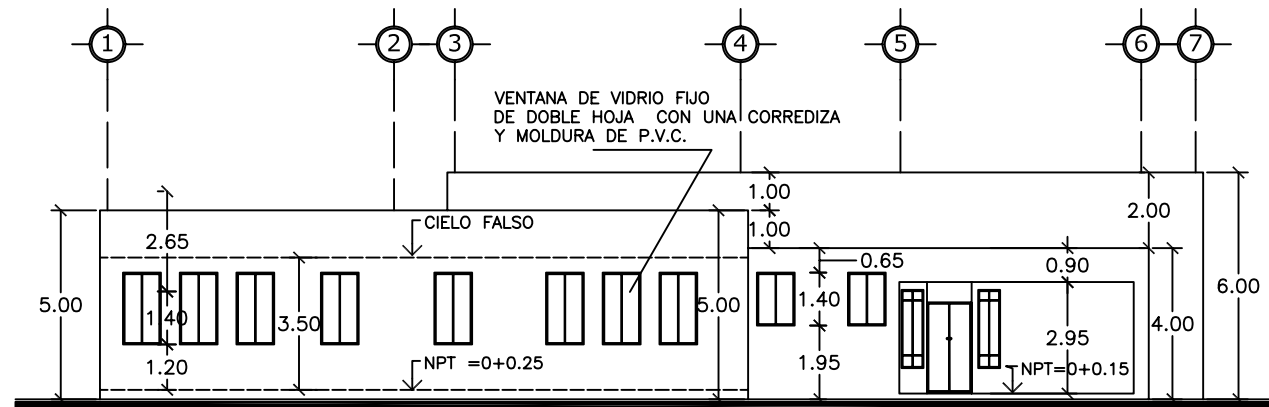 1 2 3 4 5 6 7
VENTANA DE VIDRIO FIJO
DE DOBLE HOJA CON UNA CORREDIZA
Y MOLDURA DE P.V.C.
1.00
2.00
CIELO FALSO
1.00
2.65
0.65
0.90
5.00
1.40
3.50
5.00
1.40
4.00
6.00
1.20
NPT =0+0.25
1.95
2.95
NPT=0+0.15